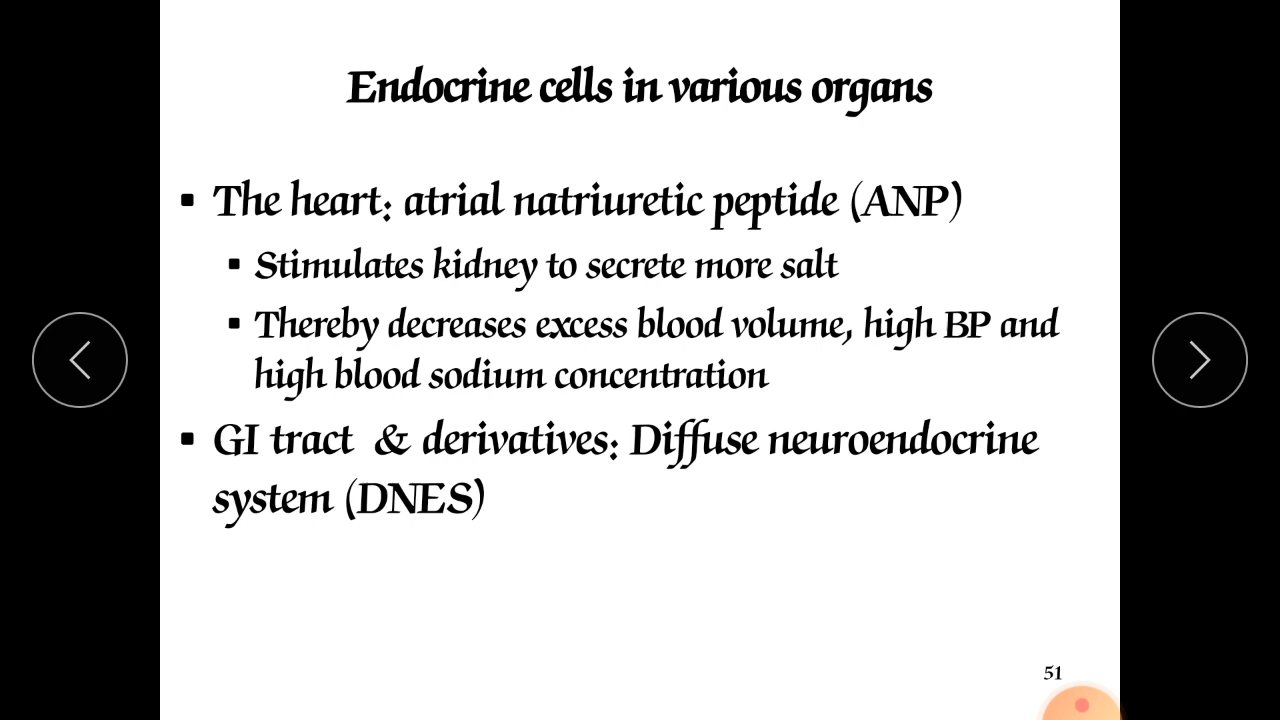 Endocrine cells in various organs
▪ The heart: atrial natriuretic peptide (ANP)
▪ Stimulates kidney to secrete more salt
▪ Thereby decreases excess blood volume, high BP and
high blood sodium concentration
▪ GI tract & derivatives: Diffuse neuroendocrine
system (DNES)
51